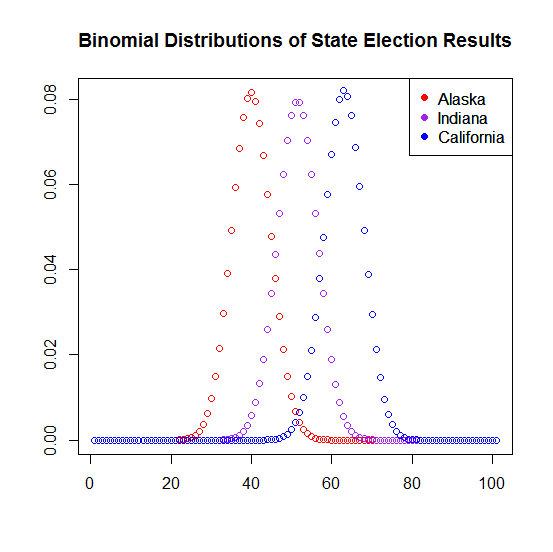 Binomial Distributions of State Election Results
Alaska
Indiana
California
0.08
0.06
0.04
0.02
0.00
0 20 40 60 80 100